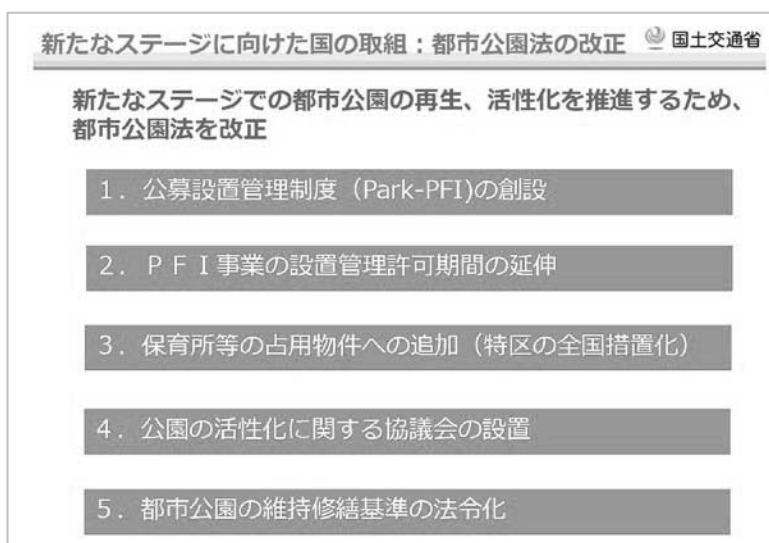 新たなステージに向けた国の取組：都市公園法の改正
国土交通省
新たなステージでの都市公園の再生、活性化を推進するため、
都市公園法を改正
１．公募設置管理制度（Park-PFI)の創設
２．ＰＦＩ事業の設置管理許可期間の延伸
３．保育所等の占用物件への追加（特区の全国措置化）
４．公園の活性化に関する協議会の設置
５．都市公園の維持修繕基準の法令化